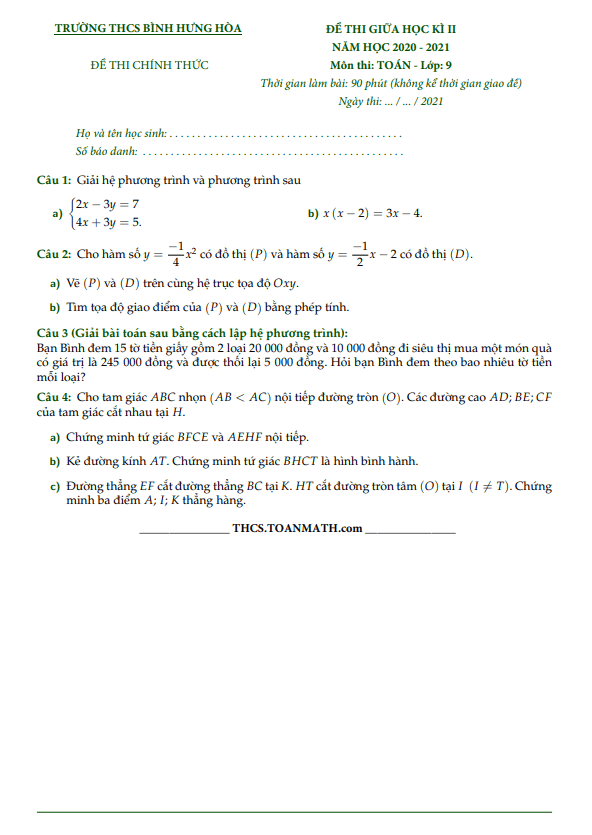 TRƯỜNG THCS BÌNH HƯNG HÒA
ĐỀ THI CHÍNH THỨC
ĐỀ THI GIỮA HỌC KÌ II
NĂM HỌC 2020 - 2021
Môn thi: TOÁN - Lớp: 9
Thời gian làm bài: 90 phút (không kể thời gian giao đề)
Ngày thi: ... / ... / 2021
Họ và tên học sinh: . . . . . . . . . . . . . . . . . . . . . . . . . . . . . . . . . . . . . . .
Số báo danh: . . . . . . . . . . . . . . . . . . . . . . . . . . . . . . . . . . . . . . . . . . .
Câu 1: Giải hệ phương trình và phương trình sau
a) {2x − 3y = 7
4x + 3y = 5.
b) x (x − 2) = 3x − 4.
Câu 2: Cho hàm số y = −1/4 x² có đồ thị (P) và hàm số y = −1/2 x − 2 có đồ thị (D).
a) Vẽ (P) và (D) trên cùng hệ trục tọa độ Oxy.
b) Tìm tọa độ giao điểm của (P) và (D) bằng phép tính.
Câu 3 (Giải bài toán sau bằng cách lập hệ phương trình):
Bạn Bình đem 15 tờ tiền giấy gồm 2 loại 20 000 đồng và 10 000 đồng đi siêu thị mua một món quà
có giá trị là 245 000 đồng và được thối lại 5 000 đồng. Hỏi bạn Bình đem theo bao nhiêu tờ tiền
mỗi loại?
Câu 4: Cho tam giác ABC nhọn (AB < AC) nội tiếp đường tròn (O). Các đường cao AD; BE; CF
của tam giác cắt nhau tại H.
a) Chứng minh tứ giác BFCE và AEHF nội tiếp.
b) Kẻ đường kính AT. Chứng minh tứ giác BHCT là hình bình hành.
c) Đường thẳng EF cắt đường thẳng BC tại K. HT cắt đường tròn tâm (O) tại I (I ≠ T). Chứng
minh ba điểm A; I; K thẳng hàng.
THCS.TOANMATH.com